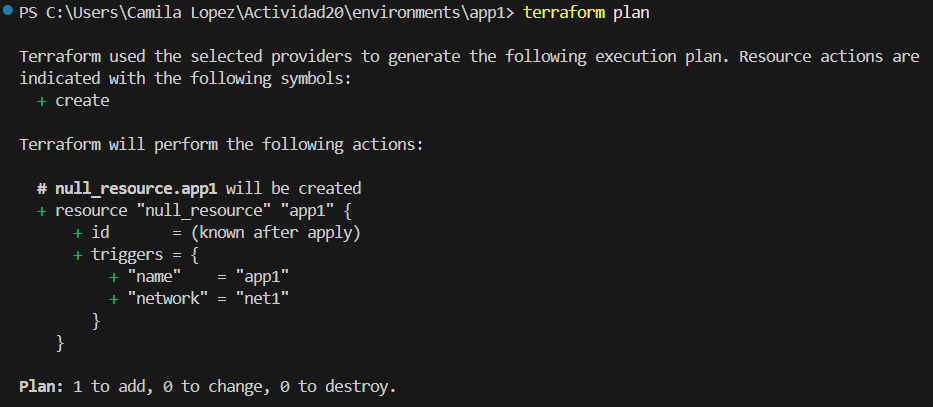 PS C:\Users\Camila Lopez\Actividad20\environments\app1> terraform plan
Terraform used the selected providers to generate the following execution plan. Resource actions are
indicated with the following symbols:
  + create
Terraform will perform the following actions:
  # null_resource.app1 will be created
  + resource "null_resource" "app1" {
      + id       = (known after apply)
      + triggers = {
          + "name"    = "app1"
          + "network" = "net1"
        }
    }
Plan: 1 to add, 0 to change, 0 to destroy.